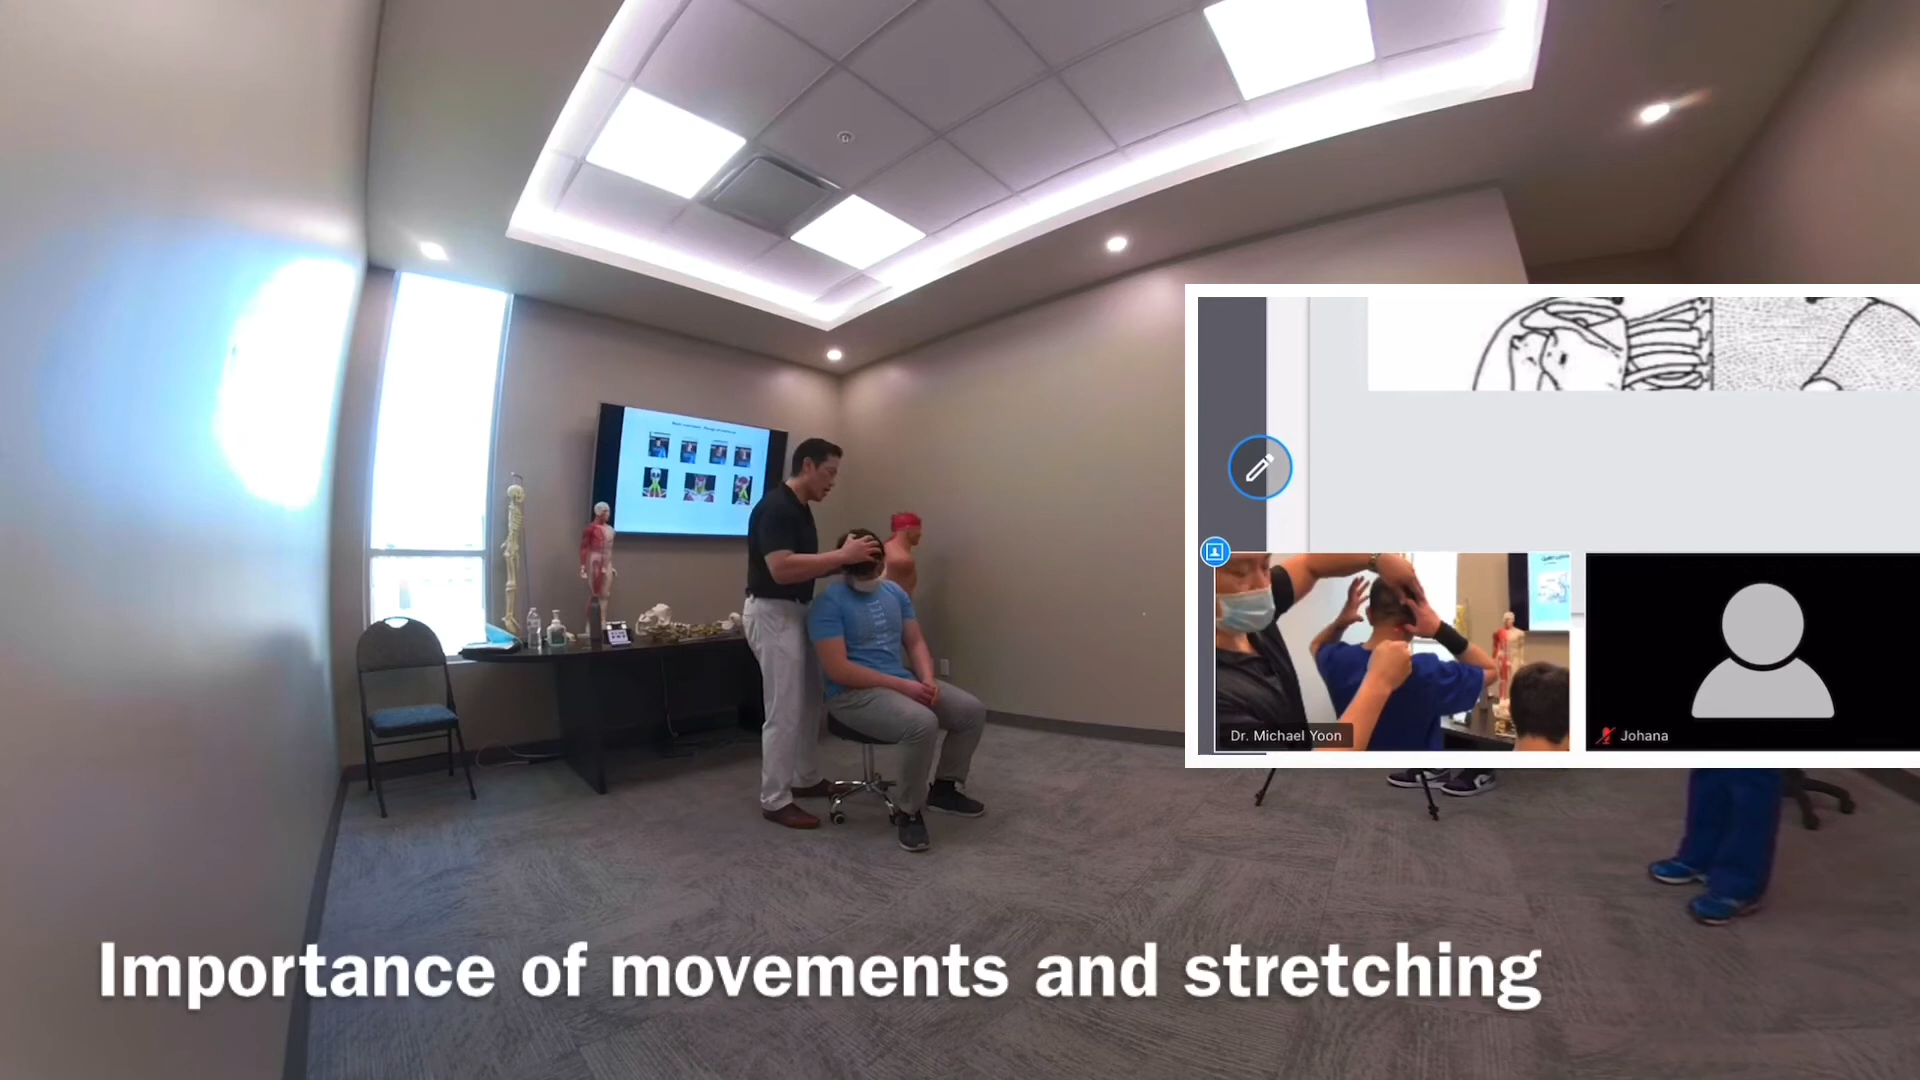 Dr. Michael Yoon
Johana
Importance of movements and stretching